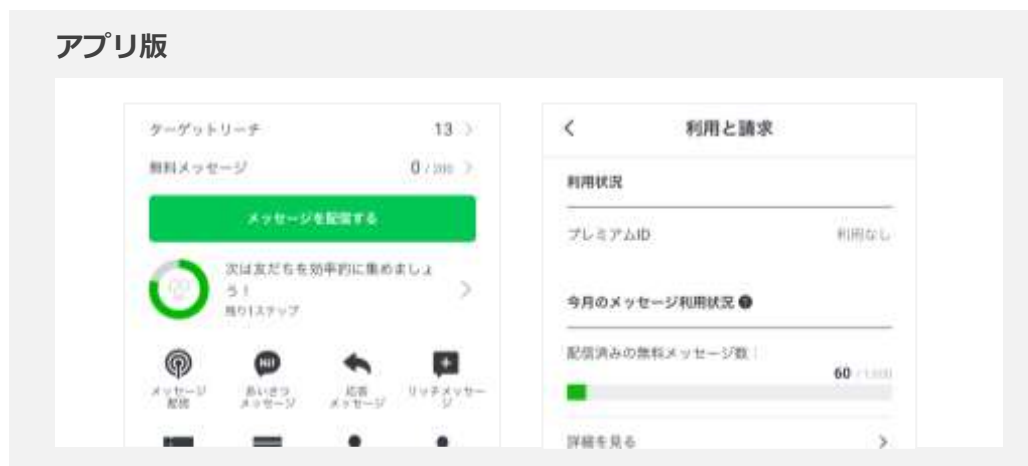 アプリ版
ターゲットリーチ 13
無料メッセージ 0 / 200
メッセージを配信する
次は友だちを効率的に集めましょ
う！
残り1ステップ
メッセージ
配信
Hi!
あいさつ
メッセージ
応答
メッセージ
リッチメッセー
ジ
利用と請求
利用状況
プレミアムID 利用なし
今月のメッセージ利用状況
配信済みの無料メッセージ数
60 / 1,000
詳細を見る